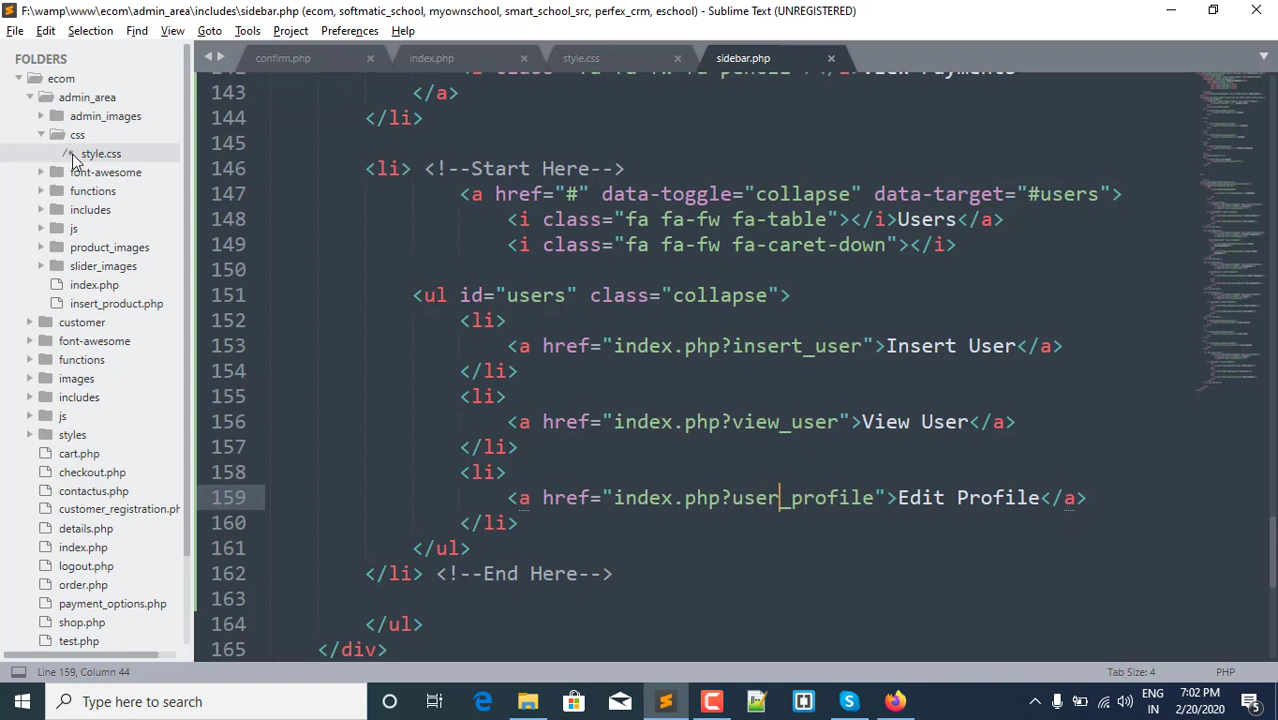 F:\wamp\www\ecom\admin_area\includes\sidebar.php (ecom, softmatic_school, myownschool, smart_school_src, perfex_crm, eschool) - Sublime Text (UNREGISTERED)
File Edit Selection Find View Goto Tools Project Preferences Help
FOLDERS
ecom
admin_area
admin_images
css
/* style.css
font-awesome
functions
includes
js
product_images
slider_images
index.php
insert_product.php
customer
font-awesome
functions
images
includes
js
styles
cart.php
checkout.php
contactus.php
customer_registration.ph
details.php
index.php
logout.php
order.php
payment_options.php
shop.php
test.php
confirm.php index.php style.css sidebar.php
143 </a>
144 </li>
145
146 <li> <!--Start Here-->
147 <a href="#" data-toggle="collapse" data-target="#users">
148 <i class="fa fa-fw fa-table"></i>Users</a>
149 <i class="fa fa-fw fa-caret-down"></i>
150
151 <ul id="users" class="collapse">
152 <li>
153 <a href="index.php?insert_user">Insert User</a>
154 </li>
155 <li>
156 <a href="index.php?view_user">View User</a>
157 </li>
158 <li>
159 <a href="index.php?user_profile">Edit Profile</a>
160 </li>
161 </ul>
162 </li> <!--End Here-->
163
164 </ul>
165 </div>
Line 159, Column 44 Tab Size: 4 PHP
Type here to search
ENG
IN
7:02 PM
2/20/2020
5